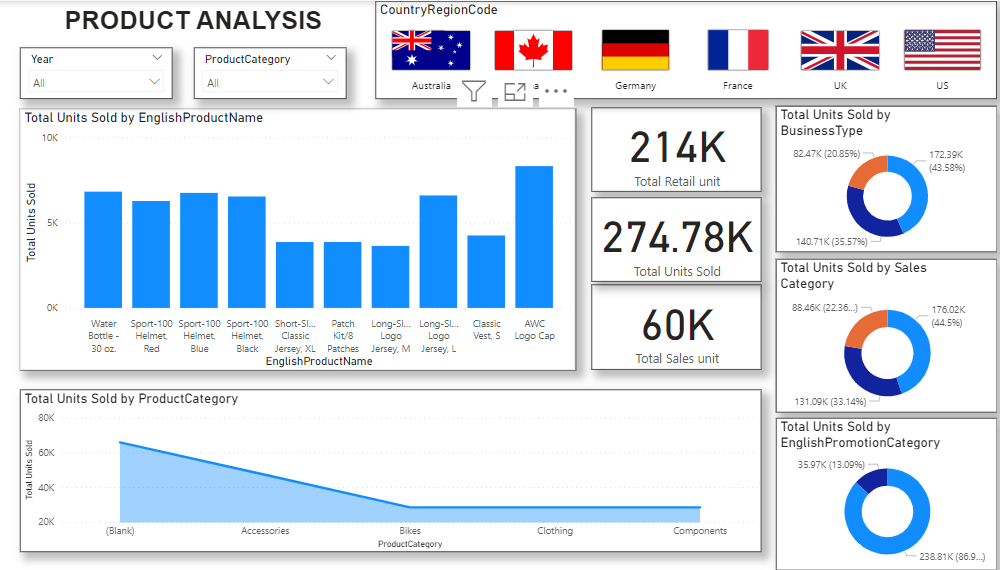 PRODUCT ANALYSIS
Year
All
ProductCategory
All
CountryRegionCode
Australia
Germany
France
UK
US
Total Units Sold by EnglishProductName
Total Units Sold
10K
5K
0K
Water Bottle - 30 oz.
Sport-100 Helmet, Red
Sport-100 Helmet, Blue
Sport-100 Helmet, Black
Short-Sl... Classic Jersey, XL
Patch Kit/8 Patches
Long-Sl... Logo Jersey, M
Long-Sl... Logo Jersey, L
Classic Vest, S
AWC Logo Cap
EnglishProductName
214K
Total Retail unit
274.78K
Total Units Sold
60K
Total Sales unit
Total Units Sold by
BusinessType
82.47K (20.85%)
172.39K
(43.58%)
140.71K (35.57%)
Total Units Sold by Sales
Category
88.46K (22.36...)
176.02K
(44.5%)
131.09K (33.14%)
Total Units Sold by
EnglishPromotionCategory
35.97K (13.09%)
238.81K (86.9...)
Total Units Sold by ProductCategory
Total Units Sold
80K
60K
40K
20K
(Blank)
Accessories
Bikes
Clothing
Components
ProductCategory